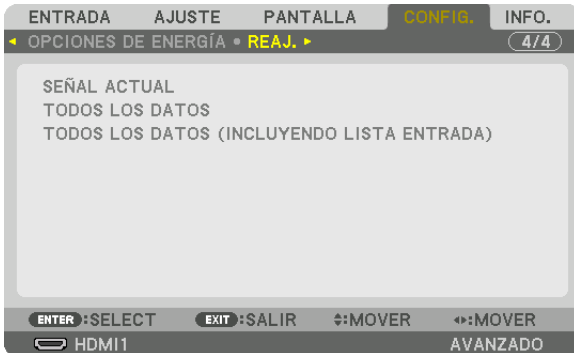 ENTRADA AJUSTE PANTALLA CONFIG. INFO.
OPCIONES DE ENERGÍA • REAJ. 4/4
SEÑAL ACTUAL
TODOS LOS DATOS
TODOS LOS DATOS (INCLUYENDO LISTA ENTRADA)
ENTER :SELECT EXIT :SALIR :MOVER :MOVER
HDMI1 AVANZADO